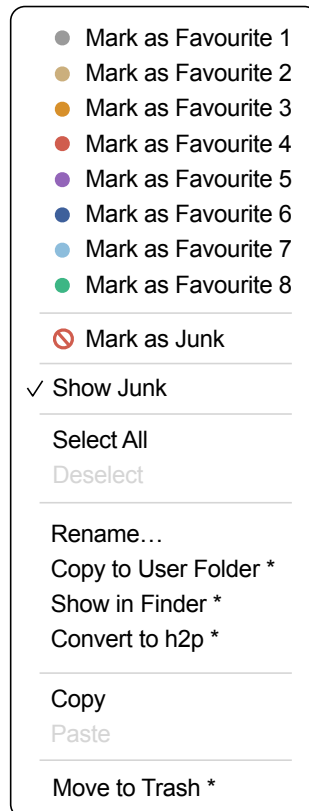 Mark as Favourite 1
Mark as Favourite 2
Mark as Favourite 3
Mark as Favourite 4
Mark as Favourite 5
Mark as Favourite 6
Mark as Favourite 7
Mark as Favourite 8
Mark as Junk
✓ Show Junk
Select All
Deselect
Rename…
Copy to User Folder *
Show in Finder *
Convert to h2p *
Copy
Paste
Move to Trash *